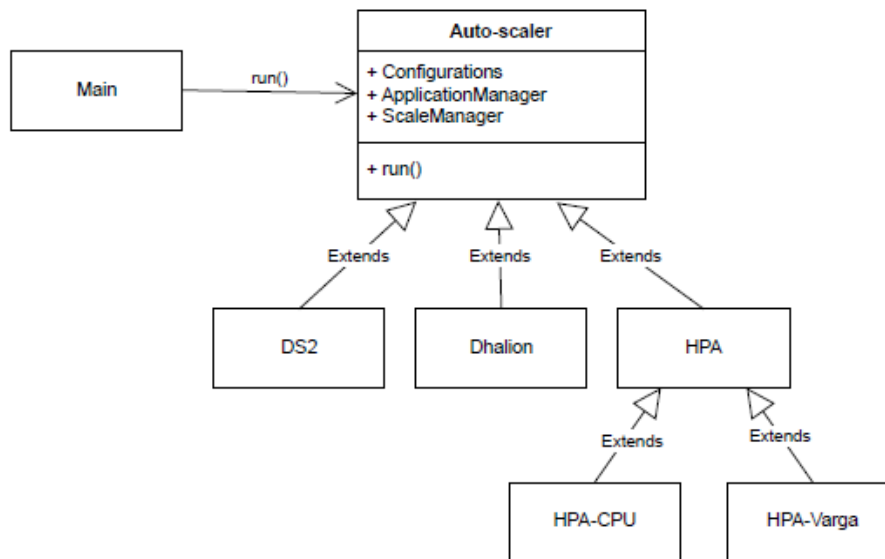 Auto-scaler
Main
run()
+ Configurations
+ ApplicationManager
+ ScaleManager
+ run()
Extends
Extends
Extends
DS2
Dhalion
HPA
Extends
Extends
HPA-CPU
HPA-Varga